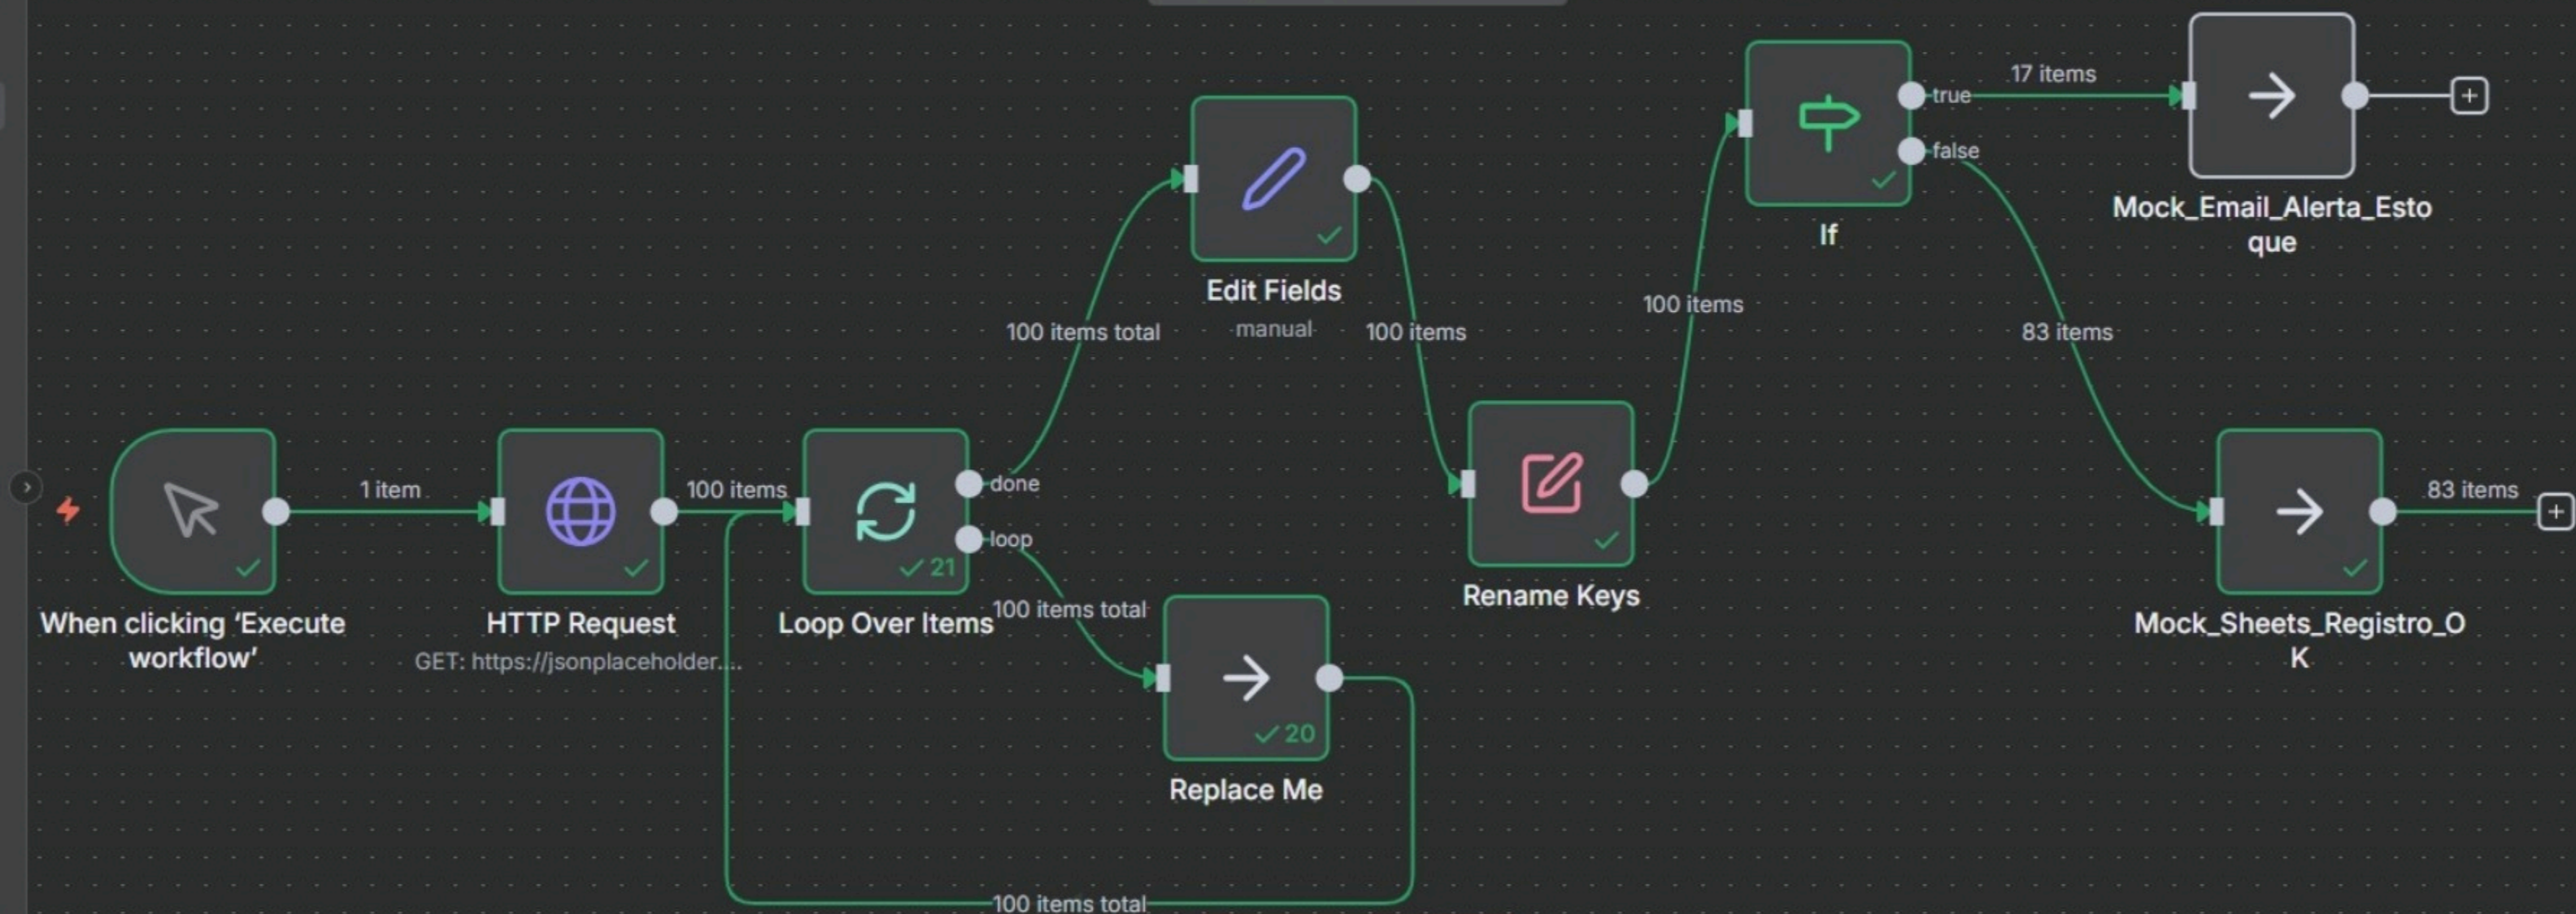 When clicking ‘Execute
workflow’
1 item
HTTP Request
GET: https://jsonplaceholder....
100 items
Loop Over Items
21
done
loop
100 items total
Edit Fields
manual
100 items
100 items total
Replace Me
20
100 items total
Rename Keys
100 items
If
true
false
17 items
Mock_Email_Alerta_Esto
que
83 items
Mock_Sheets_Registro_O
K
83 items